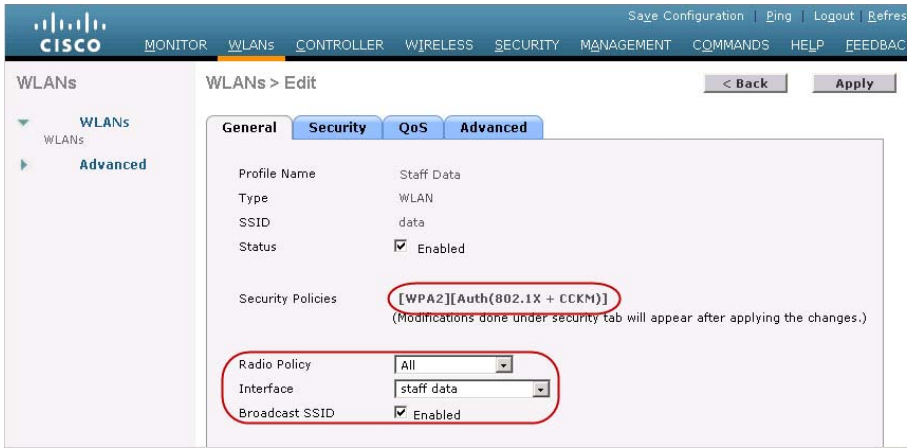 Save Configuration | Ping | Logout | Refres
CISCO MONITOR WLANs CONTROLLER WIRELESS SECURITY MANAGEMENT COMMANDS HELP FEEDBAC
WLANs
WLANs > Edit
< Back
Apply
WLANs
WLANs
Advanced
General Security QoS Advanced
Profile Name Staff Data
Type WLAN
SSID data
Status Enabled
Security Policies [WPA2][Auth(802.1X + CCKM)]
(Modifications done under security tab will appear after applying the changes.)
Radio Policy All
Interface staff data
Broadcast SSID Enabled